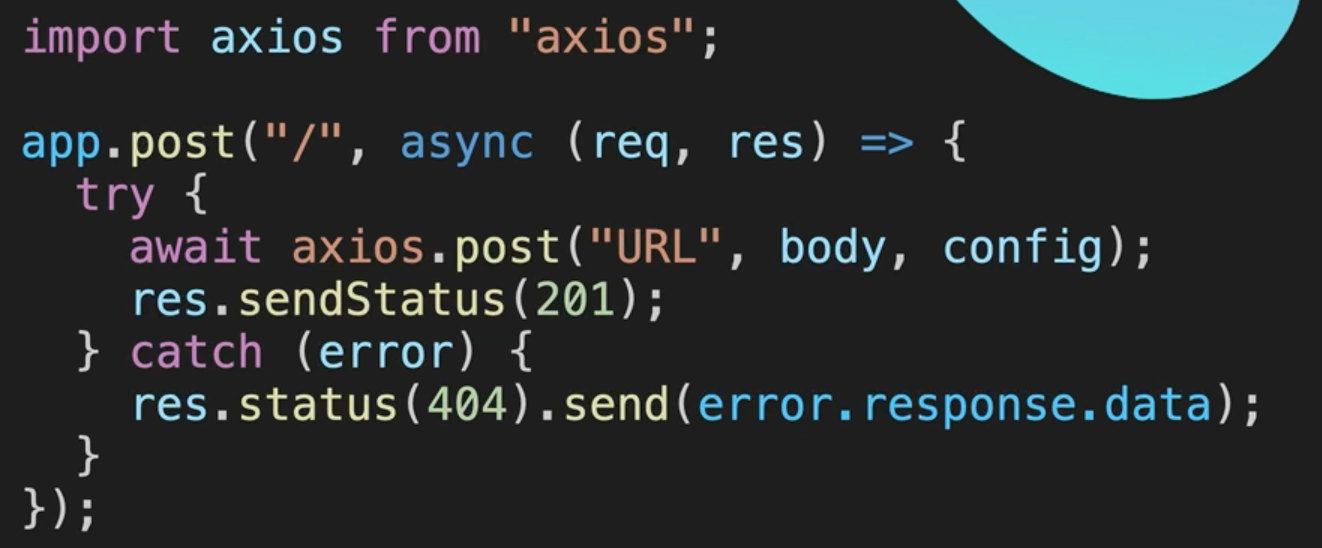 import axios from "axios";
app.post("/", async (req, res) => {
  try {
    await axios.post("URL", body, config);
    res.sendStatus(201);
  } catch (error) {
    res.status(404).send(error.response.data);
  }
});